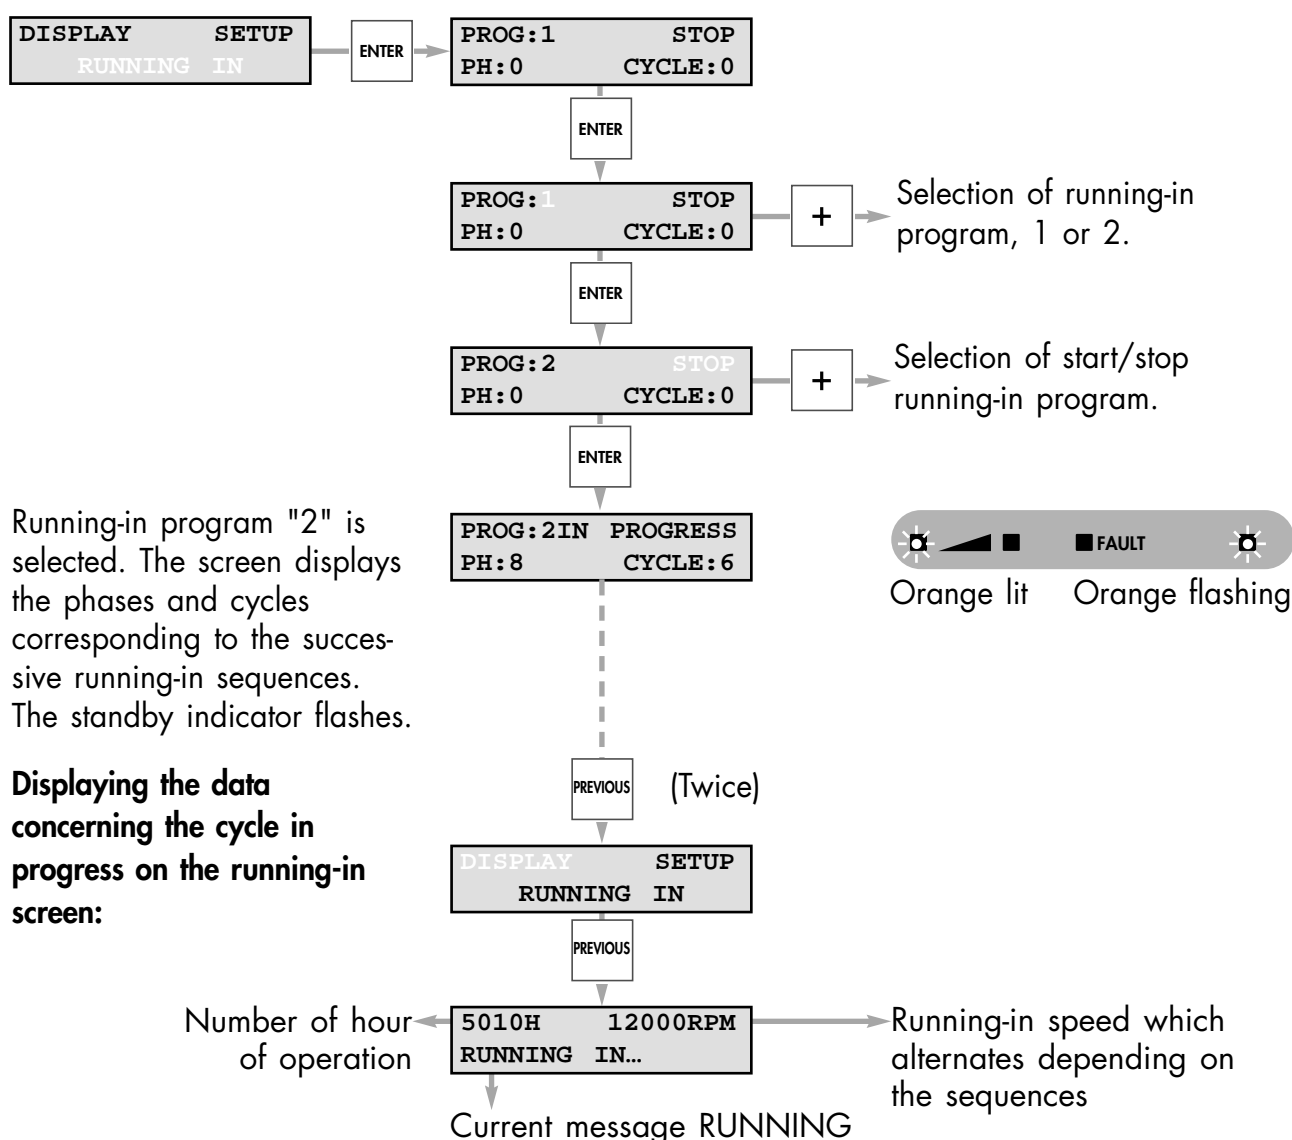 DISPLAY SETUP
RUNNING IN
ENTER
PROG:1 STOP
PH:0 CYCLE:0
ENTER
PROG:1 STOP
PH:0 CYCLE:0
+
Selection of running-in
program, 1 or 2.
ENTER
PROG:2 STOP
PH:0 CYCLE:0
+
Selection of start/stop
running-in program.
ENTER
Running-in program "2" is
selected. The screen displays
the phases and cycles
corresponding to the succes-
sive running-in sequences.
The standby indicator flashes.
PROG:2IN PROGRESS
PH:8 CYCLE:6
FAULT
Orange lit Orange flashing
PREVIOUS
(Twice)
Displaying the data
concerning the cycle in
progress on the running-in
screen:
DISPLAY SETUP
RUNNING IN
PREVIOUS
Number of hour
of operation
5010H 12000RPM
RUNNING IN…
Running-in speed which
alternates depending on
the sequences
Current message RUNNING